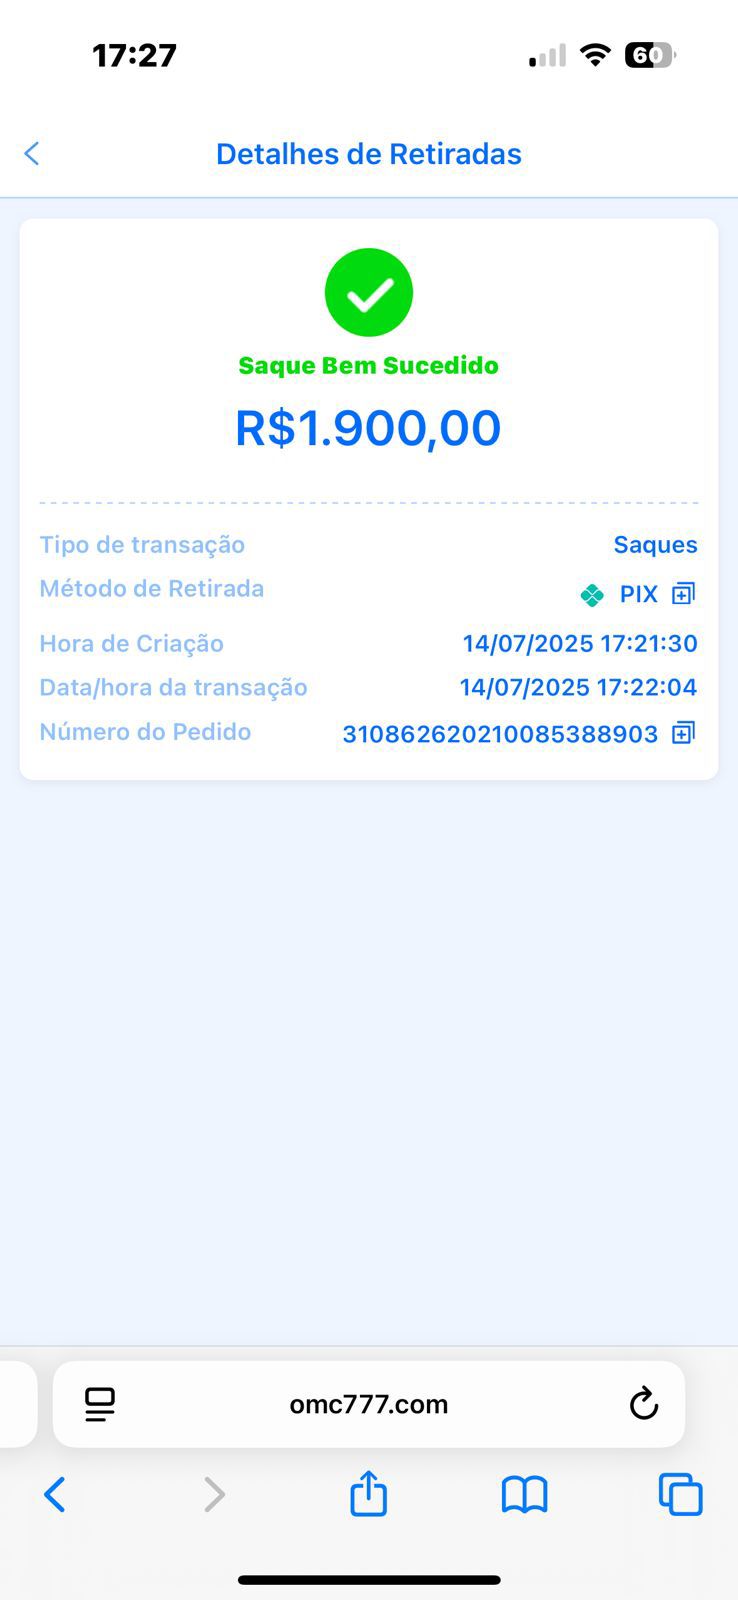 17:27
60
Detalhes de Retiradas
Saque Bem Sucedido
R$1.900,00
Tipo de transação Saques
Método de Retirada PIX
Hora de Criação 14/07/2025 17:21:30
Data/hora da transação 14/07/2025 17:22:04
Número do Pedido 310862620210085388903
omc777.com